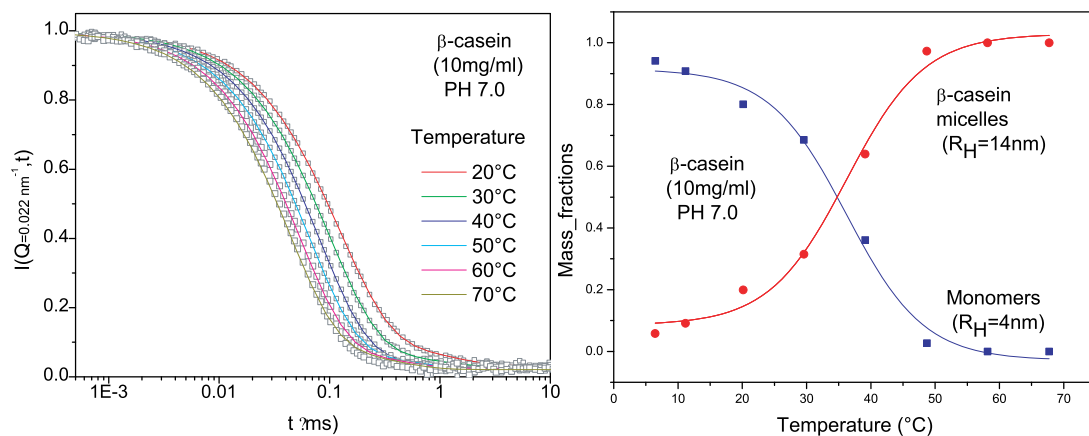 1.0
0.8
0.6
0.4
0.2
0.0
I(Q=0.022 nm⁻¹,t)
β-casein
(10mg/ml)
PH 7.0
Temperature
20°C
30°C
40°C
50°C
60°C
70°C
1E-3 0.01 0.1 1 10
t ?ms)
1.0
0.8
0.6
0.4
0.2
0.0
Mass_fractions
β-casein
micelles
(R_H=14nm)
β-casein
(10mg/ml)
PH 7.0
Monomers
(R_H=4nm)
0 10 20 30 40 50 60 70 80
Temperature (°C)